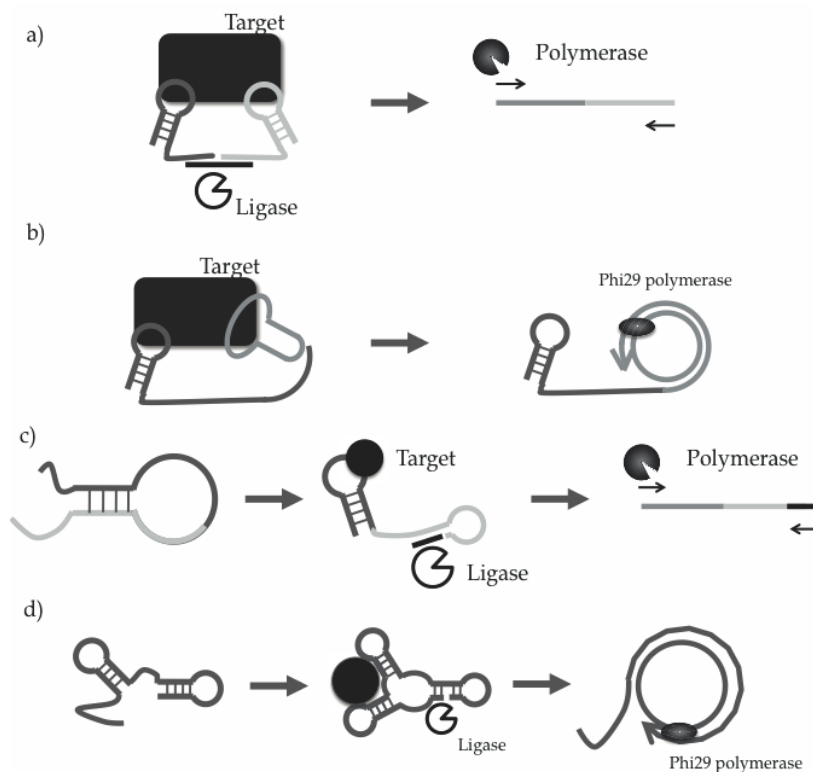 a)
Target
Polymerase
Ligase
b)
Target
Phi29 polymerase
c)
Target
Polymerase
Ligase
d)
Ligase
Phi29 polymerase